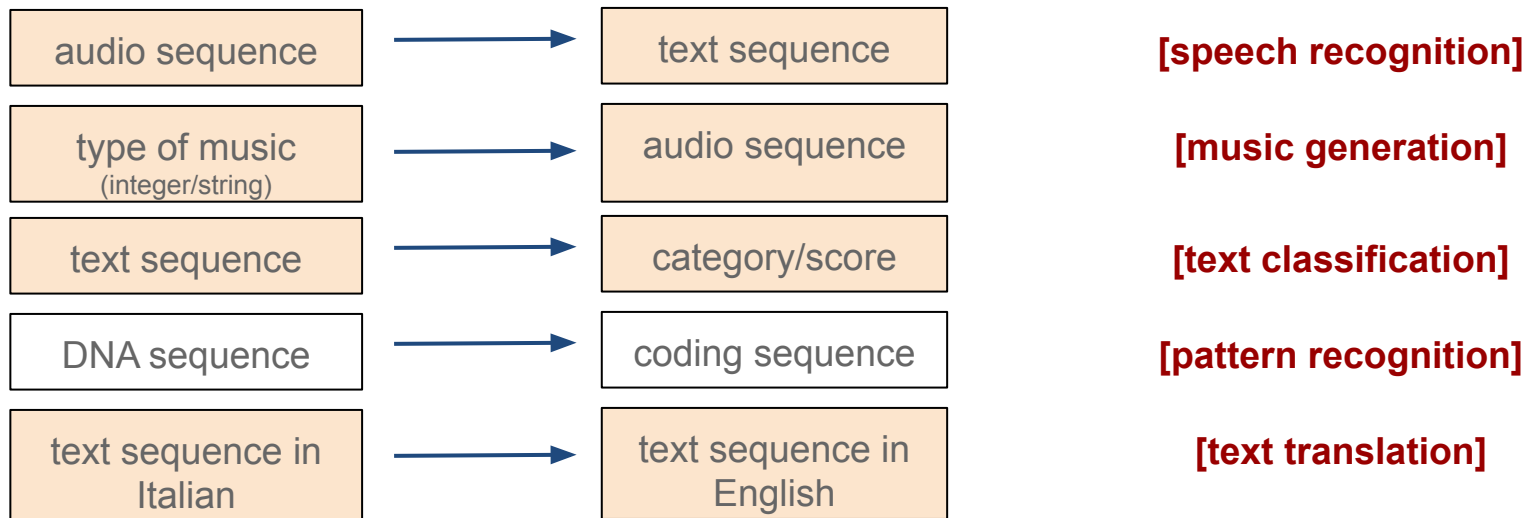 audio sequence
text sequence
[speech recognition]
type of music
(integer/string)
audio sequence
[music generation]
text sequence
category/score
[text classification]
DNA sequence
coding sequence
[pattern recognition]
text sequence in
Italian
text sequence in
English
[text translation]